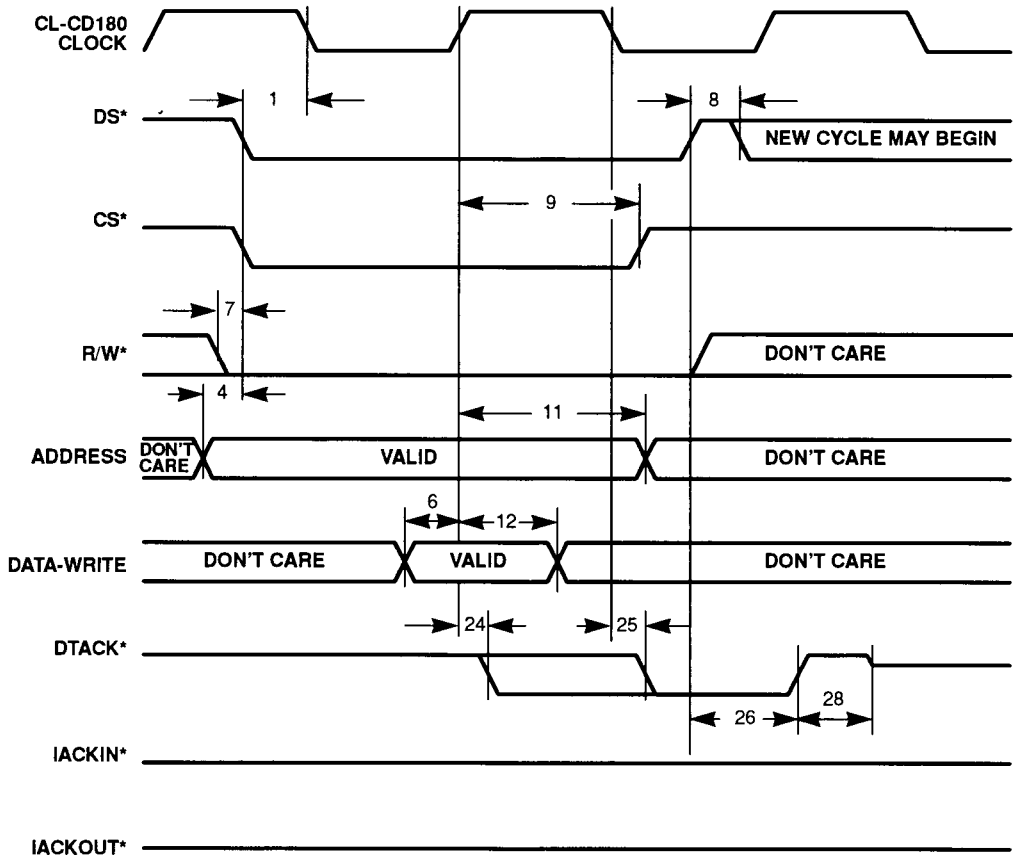 CL-CD180
CLOCK
1
8
DS*
NEW CYCLE MAY BEGIN
9
CS*
7
R/W*
DON'T CARE
4
11
ADDRESS
DON'T
CARE
VALID
DON'T CARE
6
12
DATA-WRITE
DON'T CARE
VALID
DON'T CARE
24
25
DTACK*
26
28
IACKIN*
IACKOUT*